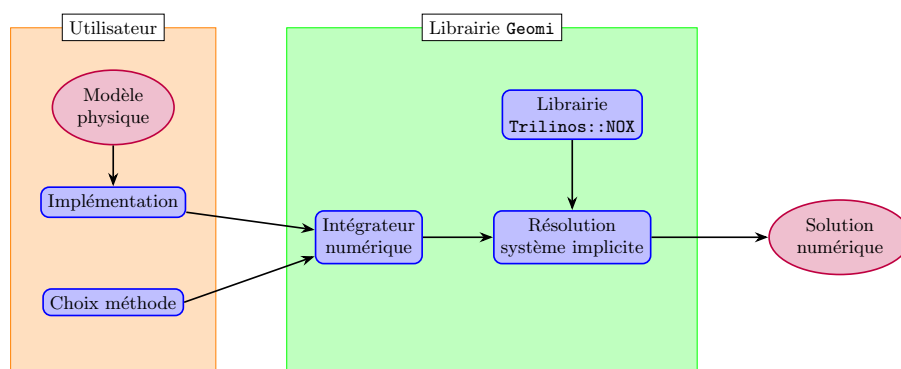 Utilisateur
Librairie Geomi
Modèle
physique
Librairie
Trilinos::NOX
Implémentation
Intégrateur
numérique
Résolution
système implicite
Solution
numérique
Choix méthode